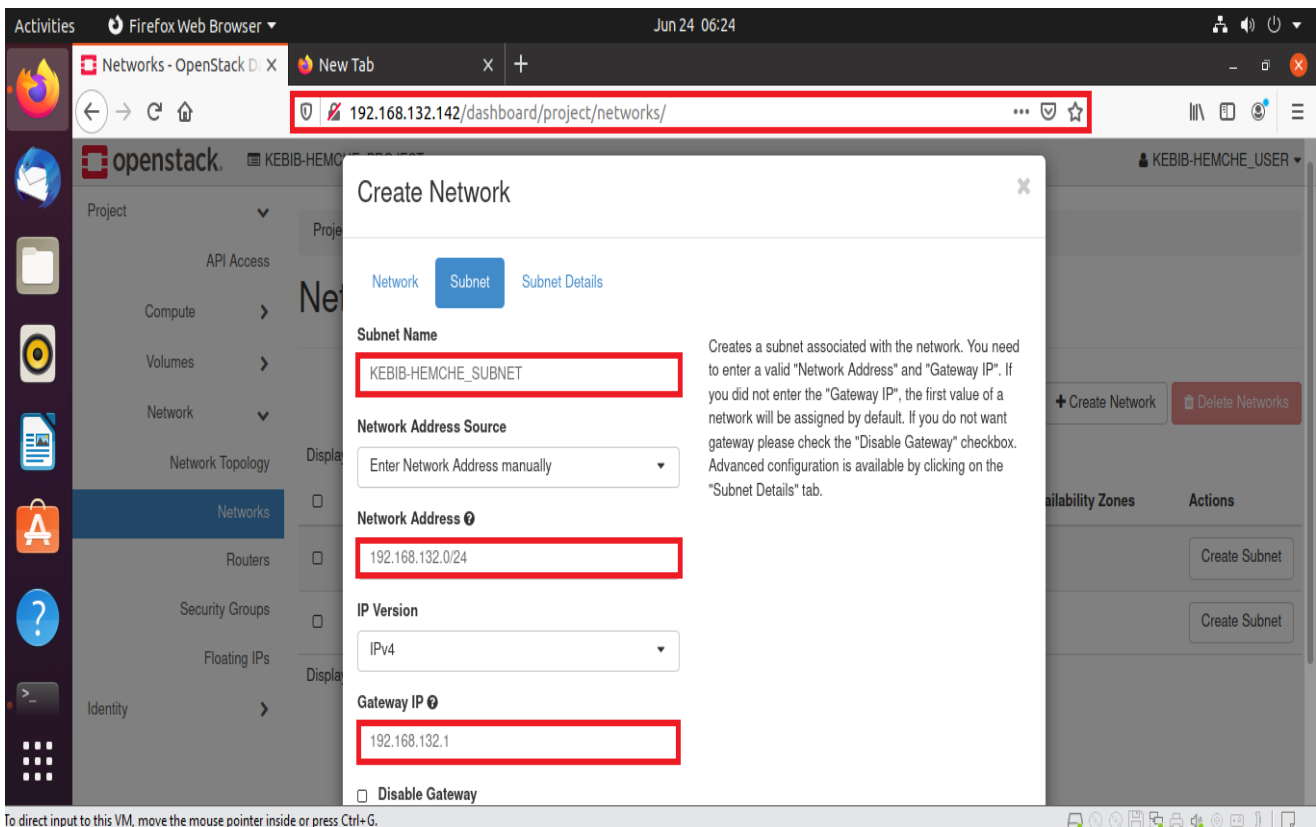 Activities Firefox Web Browser Jun 24 06:24
Networks - OpenStack D New Tab
192.168.132.142/dashboard/project/networks/
openstack. KEBIB-HEMCHE_PROJECT KEBIB-HEMCHE_USER
Create Network
Project
Proje
API Access
Network Subnet Subnet Details
Net
Compute
Subnet Name
Creates a subnet associated with the network. You need
to enter a valid "Network Address" and "Gateway IP". If
you did not enter the "Gateway IP", the first value of a
network will be assigned by default. If you do not want
gateway please check the "Disable Gateway" checkbox.
Advanced configuration is available by clicking on the
"Subnet Details" tab.
KEBIB-HEMCHE_SUBNET
Volumes
Create Network Delete Networks
Network
Network Address Source
Enter Network Address manually
Network Topology
Display
Networks
ailability Zones Actions
Network Address
192.168.132.0/24
Routers
Create Subnet
Security Groups
IP Version
IPv4
Create Subnet
Floating IPs
Display
Identity
Gateway IP
192.168.132.1
Disable Gateway
To direct input to this VM, move the mouse pointer inside or press Ctrl+G.